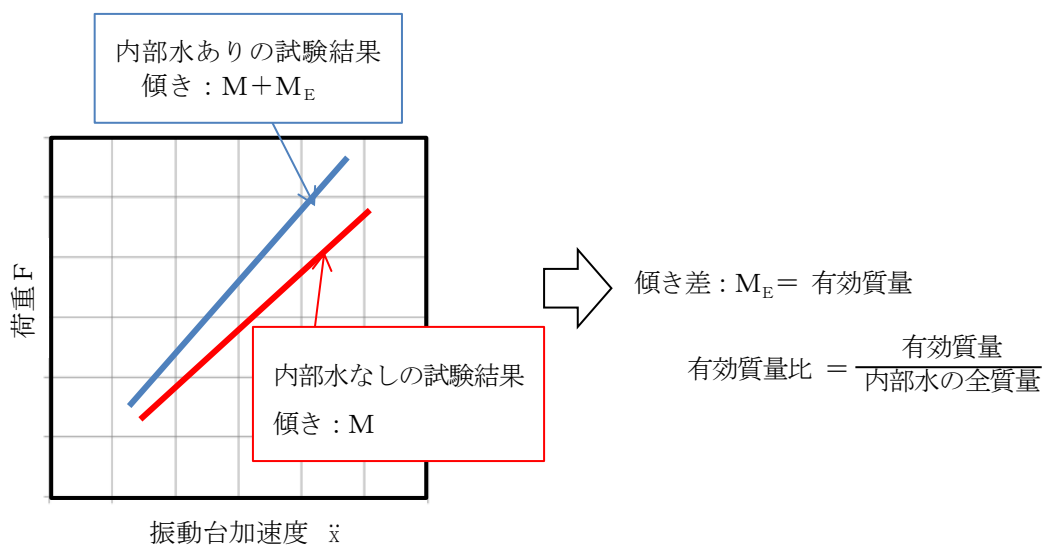 内部水ありの試験結果
傾き：M＋M_E
荷重F
内部水なしの試験結果
傾き：M
振動台加速度 ẍ
傾き差：M_E＝ 有効質量
有効質量比 ＝ 有効質量
内部水の全質量